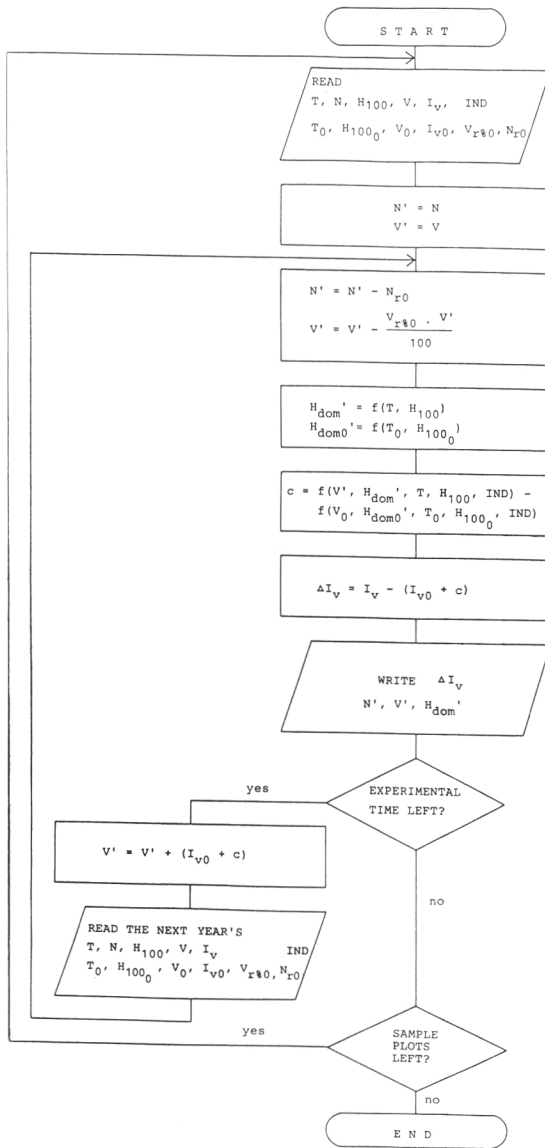 S T A R T
READ
T, N, H100, V, Iv, IND
T0, H1000, V0, Iv0, Vr%0, Nr0
N' = N
V' = V
N' = N' - Nr0
V' = V' - Vr%0 . V' / 100
Hdom' = f(T, H100)
Hdom0' = f(T0, H1000)
c = f(V', Hdom', T, H100, IND) -
f(V0, Hdom0', T0, H1000, IND)
ΔIv = Iv - (Iv0 + c)
WRITE ΔIv
N', V', Hdom'
EXPERIMENTAL
TIME LEFT?
yes
V' = V' + (Iv0 + c)
no
READ THE NEXT YEAR'S
T, N, H100, V, Iv IND
T0, H1000, V0, Iv0, Vr%0, Nr0.
yes
SAMPLE
PLOTS
LEFT?
no
E N D